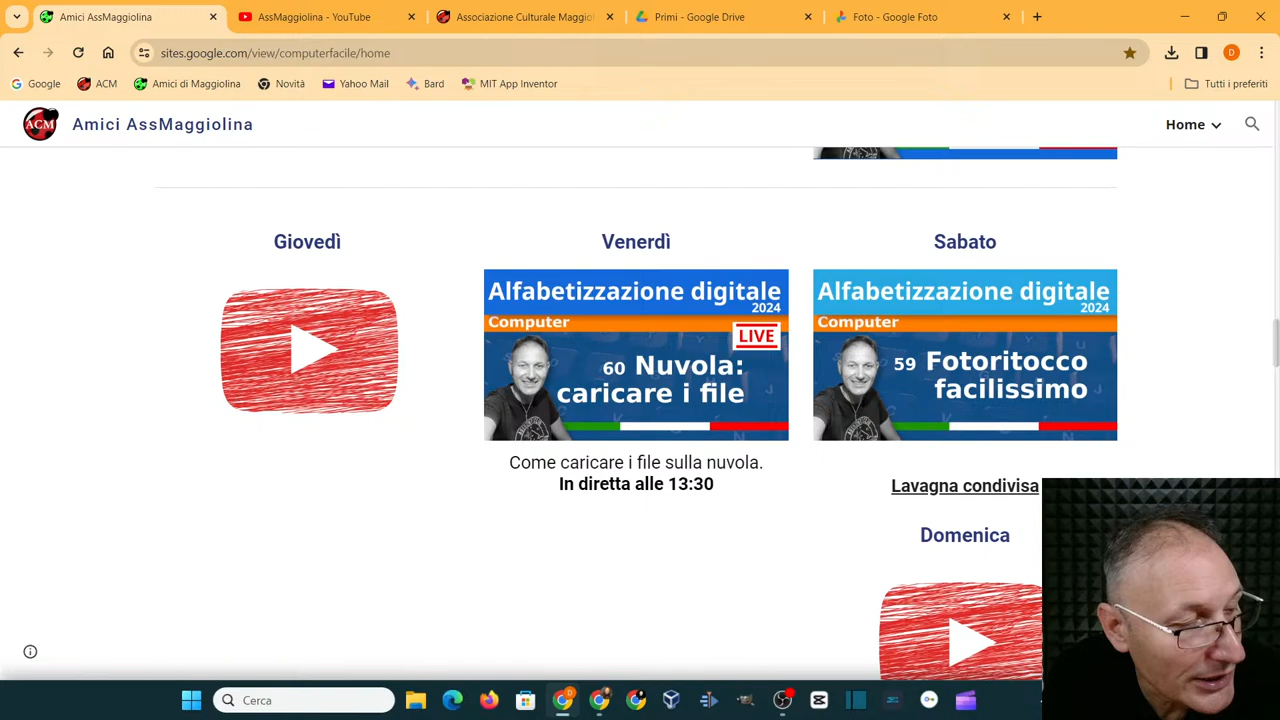 Amici AssMaggiolina
AssMaggiolina - YouTube
Associazione Culturale Maggiol
Primi - Google Drive
Foto - Google Foto
sites.google.com/view/computerfacile/home
D
Google
ACM
Amici di Maggiolina
Novità
Yahoo Mail
Bard
MIT App Inventor
Tutti i preferiti
ACM
Amici AssMaggiolina
Home
Giovedì
Venerdì
Sabato
Alfabetizzazione digitale
2024
Computer
LIVE
60 Nuvola:
caricare i file
Alfabetizzazione digitale
2024
Computer
59 Fotoritocco
facilissimo
Come caricare i file sulla nuvola.
In diretta alle 13:30
Lavagna condivisa
Domenica
Cerca